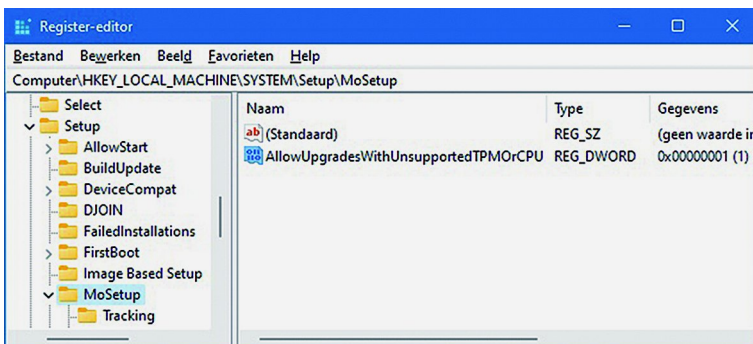 Register-editor
Bestand Bewerken Beeld Favorieten Help
Computer\HKEY_LOCAL_MACHINE\SYSTEM\Setup\MoSetup
Select
Setup
AllowStart
BuildUpdate
DeviceCompat
DJOIN
FailedInstallations
FirstBoot
Image Based Setup
MoSetup
Tracking
Naam Type Gegevens
ab (Standaard) REG_SZ (geen waarde in
AllowUpgradesWithUnsupportedTPMOrCPU REG_DWORD 0x00000001 (1)